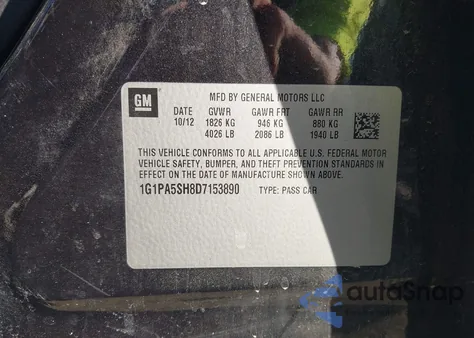 GM
MFD BY GENERAL MOTORS LLC
DATE GVWR GAWR FRT GAWR RR
10/12 1826 KG 946 KG 880 KG
4026 LB 2086 LB 1940 LB
THIS VEHICLE CONFORMS TO ALL APPLICABLE U.S. FEDERAL MOTOR
VEHICLE SAFETY, BUMPER, AND THEFT PREVENTION STANDARDS IN
EFFECT ON THE DATE OF MANUFACTURE SHOWN ABOVE.
1G1PA5SH8D7153890 TYPE: PASS CAR
GM
autoSnap